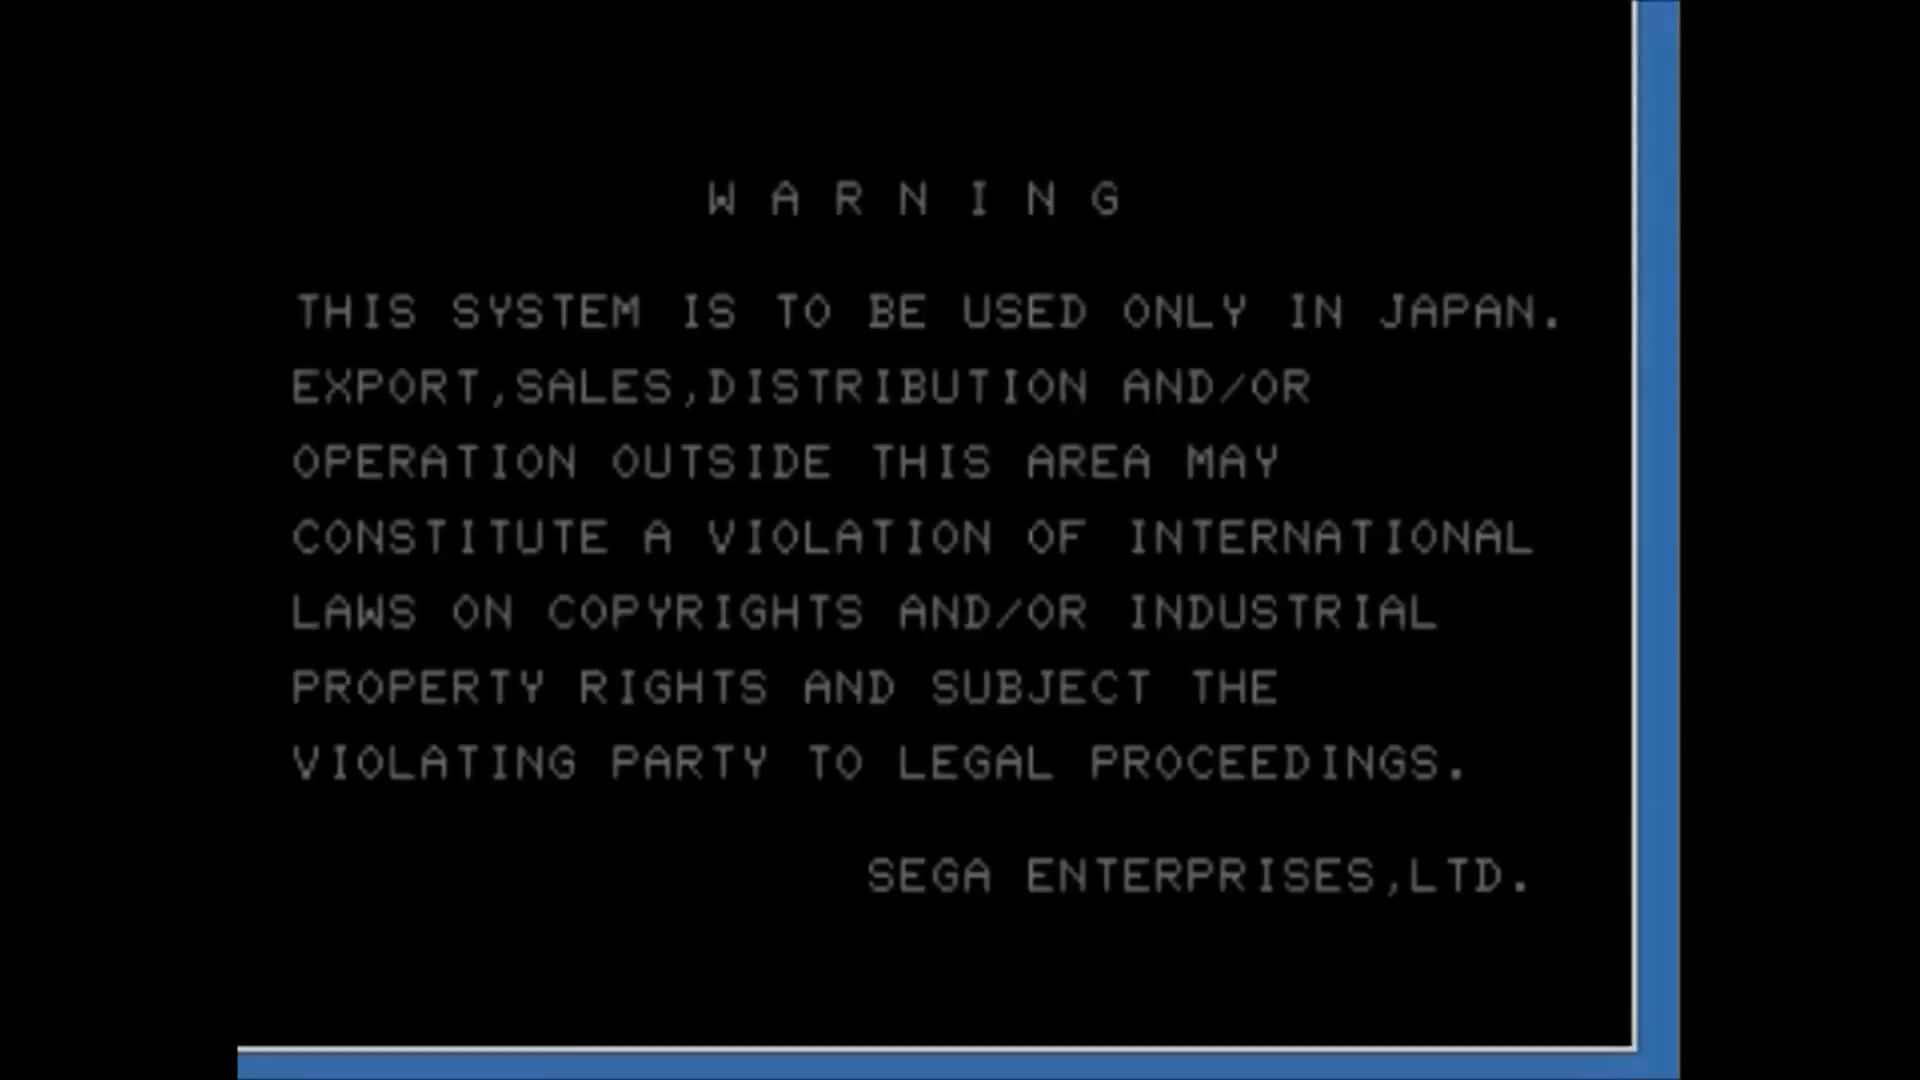 W A R N I N G
THIS SYSTEM IS TO BE USED ONLY IN JAPAN.
EXPORT,SALES,DISTRIBUTION AND/OR
OPERATION OUTSIDE THIS AREA MAY
CONSTITUTE A VIOLATION OF INTERNATIONAL
LAWS ON COPYRIGHTS AND/OR INDUSTRIAL
PROPERTY RIGHTS AND SUBJECT THE
VIOLATING PARTY TO LEGAL PROCEEDINGS.
SEGA ENTERPRISES,LTD.